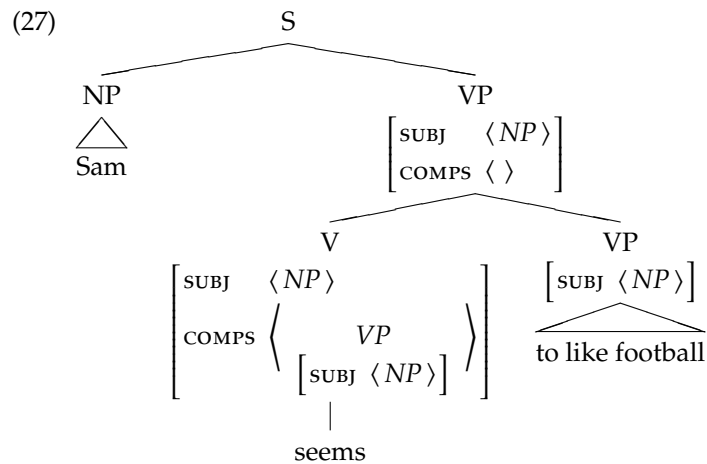 (27) S
NP VP
Sam
[SUBJ ⟨NP⟩
COMPS ⟨ ⟩]
V VP
[SUBJ ⟨NP⟩ [SUBJ ⟨NP⟩]
COMPS ⟨ VP ⟩
to like football
[SUBJ ⟨NP⟩]]
seems